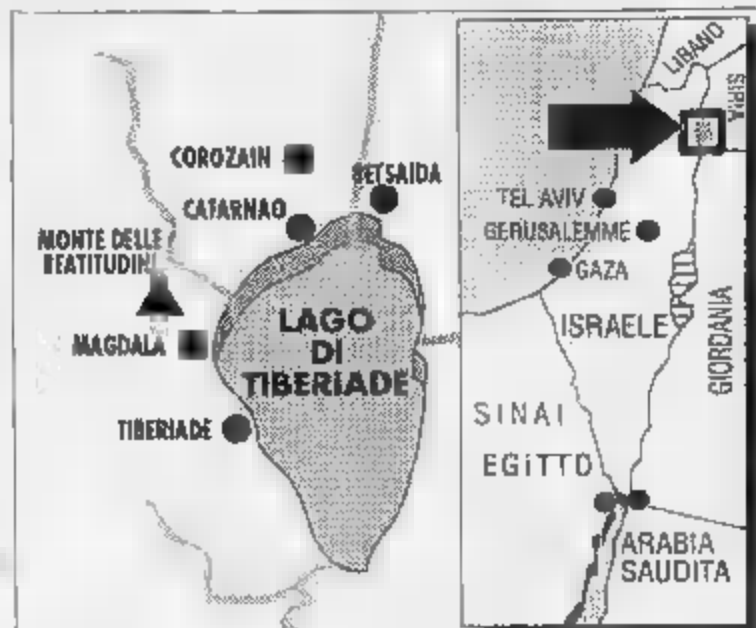 COROZAIN
BETSAIDA
CAFARNAO
MONTE DELLE
BEATITUDINI
MAGDALA
LAGO
DI
TIBERIADE
TIBERIADE
LIBANO
SIRIA
TEL AVIV
GERUSALEMME
GAZA
ISRAELE
GIORDANIA
SINAI
EGITTO
ARABIA
SAUDITA